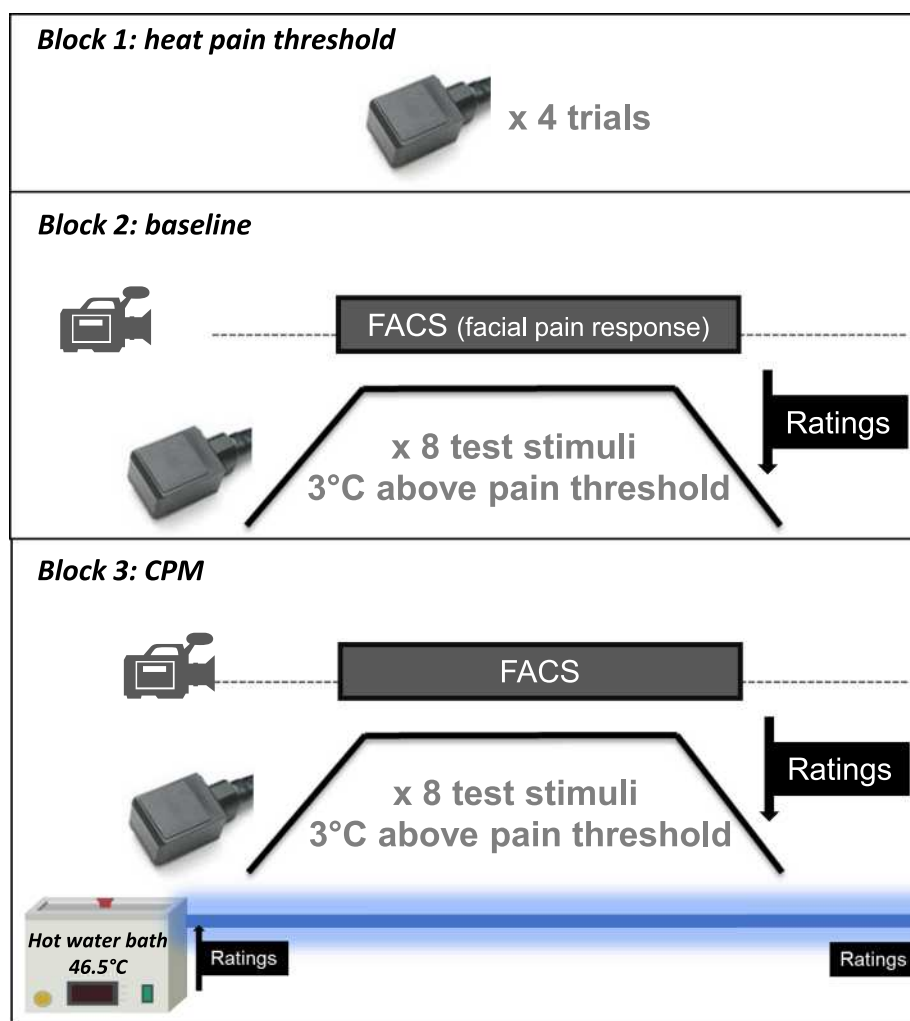 Block 1: heat pain threshold
x 4 trials
Block 2: baseline
FACS (facial pain response)
Ratings
x 8 test stimuli
3°C above pain threshold
Block 3: CPM
FACS
Ratings
x 8 test stimuli
3°C above pain threshold
Hot water bath
46.5°C
Ratings
Ratings